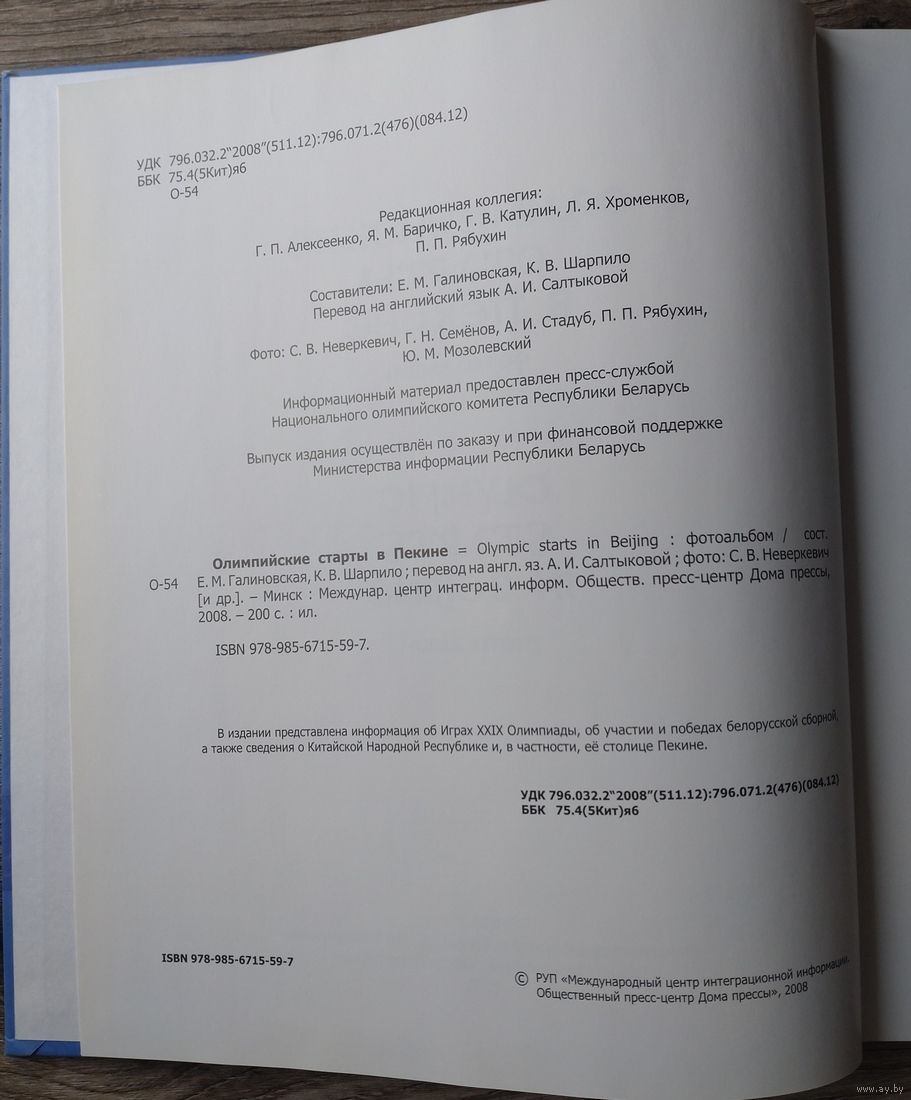 УДК 796.032.2“2008”(511.12):796.071.2(476)(084.12)
ББК 75.4(5Кит)я6
О-54
Редакционная коллегия:
Г. П. Алексеенко, Я. М. Баричко, Г. В. Катулин, Л. Я. Хроменков,
П. П. Рябухин
Составители: Е. М. Галиновская, К. В. Шарпило
Перевод на английский язык А. И. Салтыковой
Фото: С. В. Неверкевич, Г. Н. Семёнов, А. И. Стадуб, П. П. Рябухин,
Ю. М. Мозолевский
Информационный материал предоставлен пресс-службой
Национального олимпийского комитета Республики Беларусь
Выпуск издания осуществлён по заказу и при финансовой поддержке
Министерства информации Республики Беларусь
Олимпийские старты в Пекине = Olympic starts in Beijing : фотоальбом / сост.
О-54 Е. М. Галиновская, К. В. Шарпило ; перевод на англ. яз. А. И. Салтыковой ; фото: С. В. Неверкевич
[и др.]. – Минск : Междунар. центр интеграц. информ. Обществ. пресс-центр Дома прессы,
2008. – 200 с. : ил.
ISBN 978-985-6715-59-7.
В издании представлена информация об Играх XXIX Олимпиады, об участии и победах белорусской сборной,
а также сведения о Китайской Народной Республике и, в частности, её столице Пекине.
УДК 796.032.2“2008”(511.12):796.071.2(476)(084.12)
ББК 75.4(5Кит)я6
ISBN 978-985-6715-59-7
© РУП «Международный центр интеграционной информации.
Общественный пресс-центр Дома прессы», 2008
www.ay.by